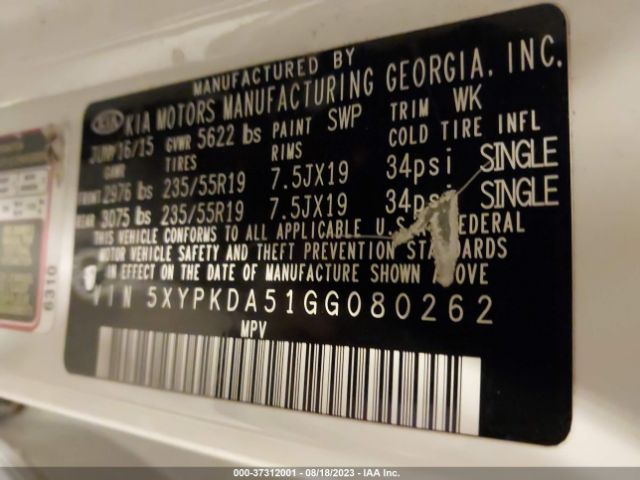 MANUFACTURED BY
KIA KIA MOTORS MANUFACTURING GEORGIA, INC.
JUN/16/15 GVWR 5622 lbs PAINT SWP TRIM WK
GAWR TIRES RIMS COLD TIRE INFL
FRONT 2976 lbs 235/55R19 7.5JX19 34psi SINGLE
REAR 3075 lbs 235/55R19 7.5JX19 34psi SINGLE
THIS VEHICLE CONFORMS TO ALL APPLICABLE U.S. FEDERAL
MOTOR VEHICLE SAFETY AND THEFT PREVENTION STANDARDS
IN EFFECT ON THE DATE OF MANUFACTURE SHOWN ABOVE
VIN 5XYPKDA51GG080262
MPV
6310
000-37312001 - 08/18/2023 - IAA Inc.